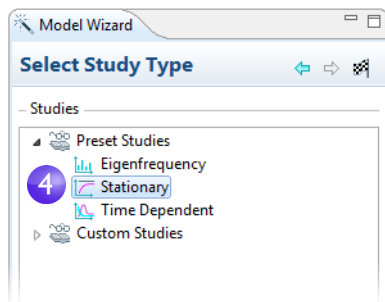 Model Wizard
Select Study Type
Studies
Preset Studies
Eigenfrequency
4 Stationary
Time Dependent
Custom Studies